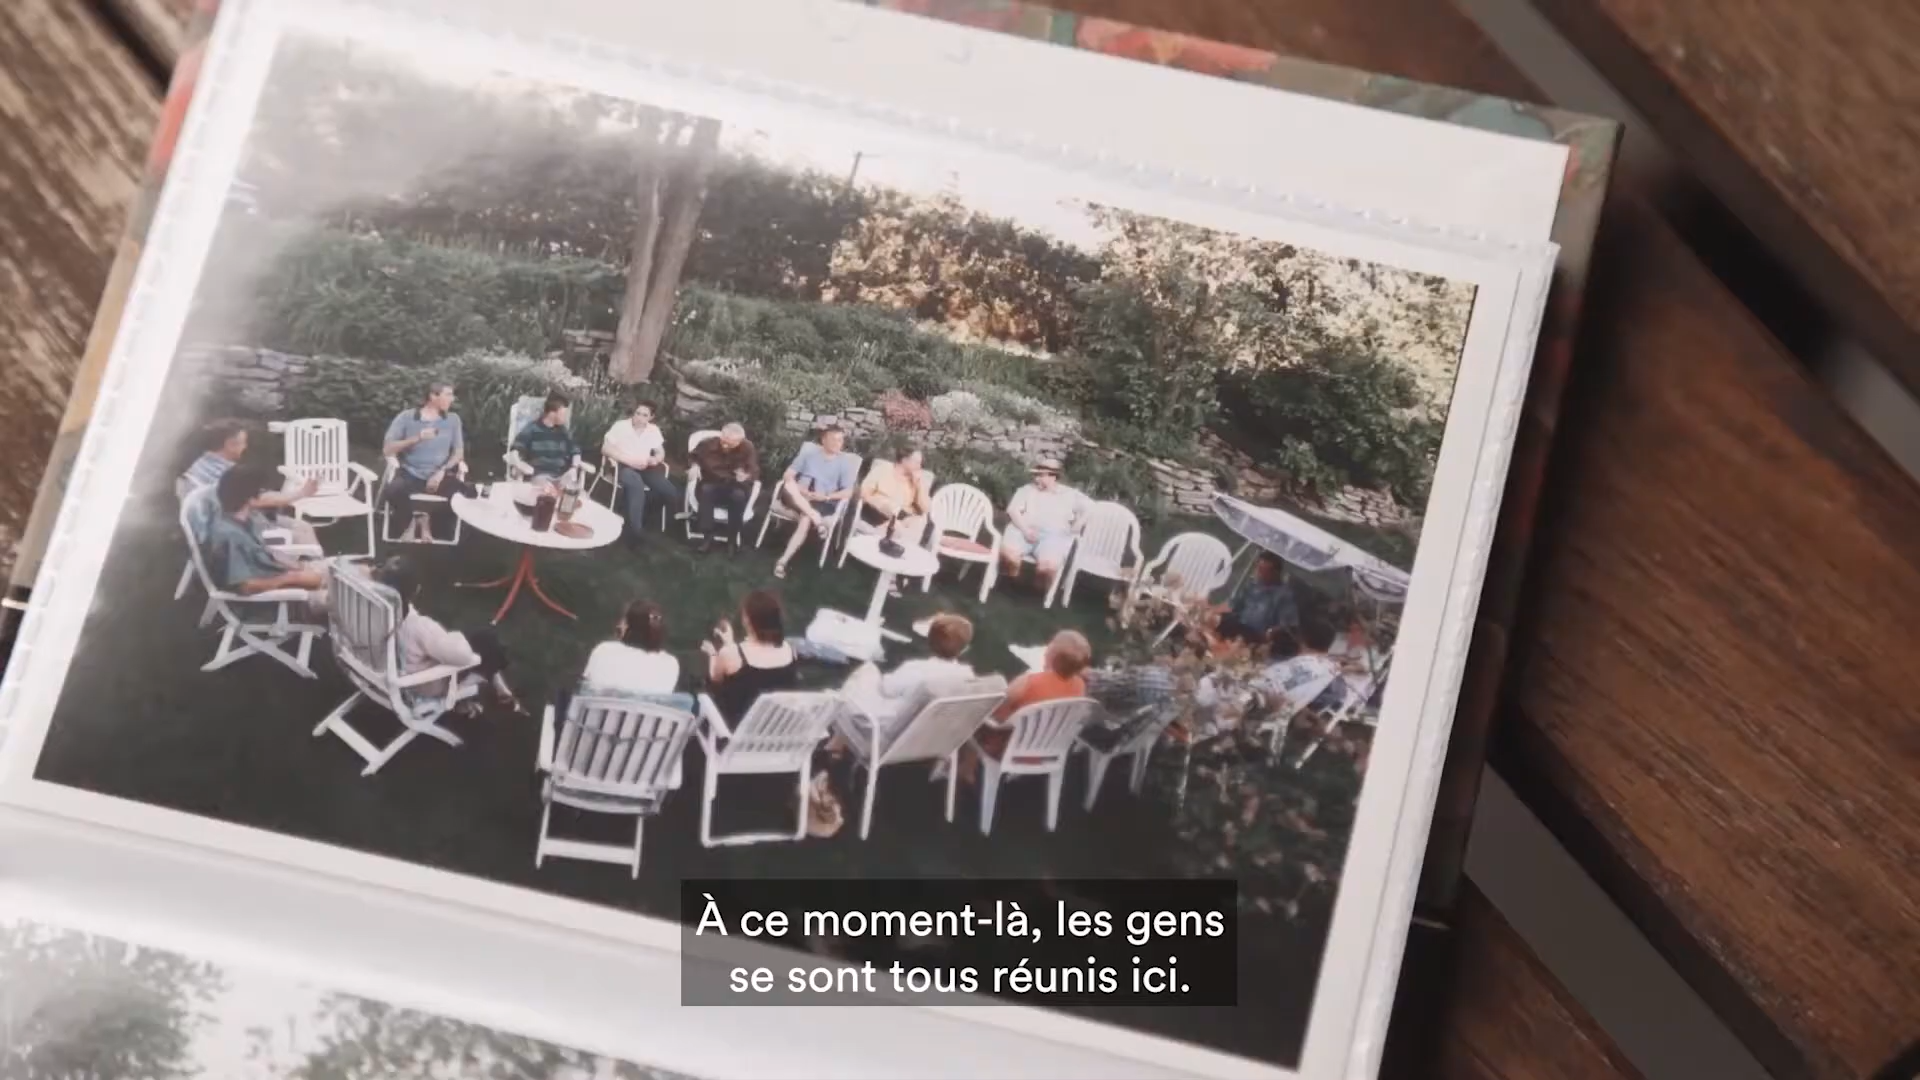 À ce moment-là, les gens
se sont tous réunis ici.